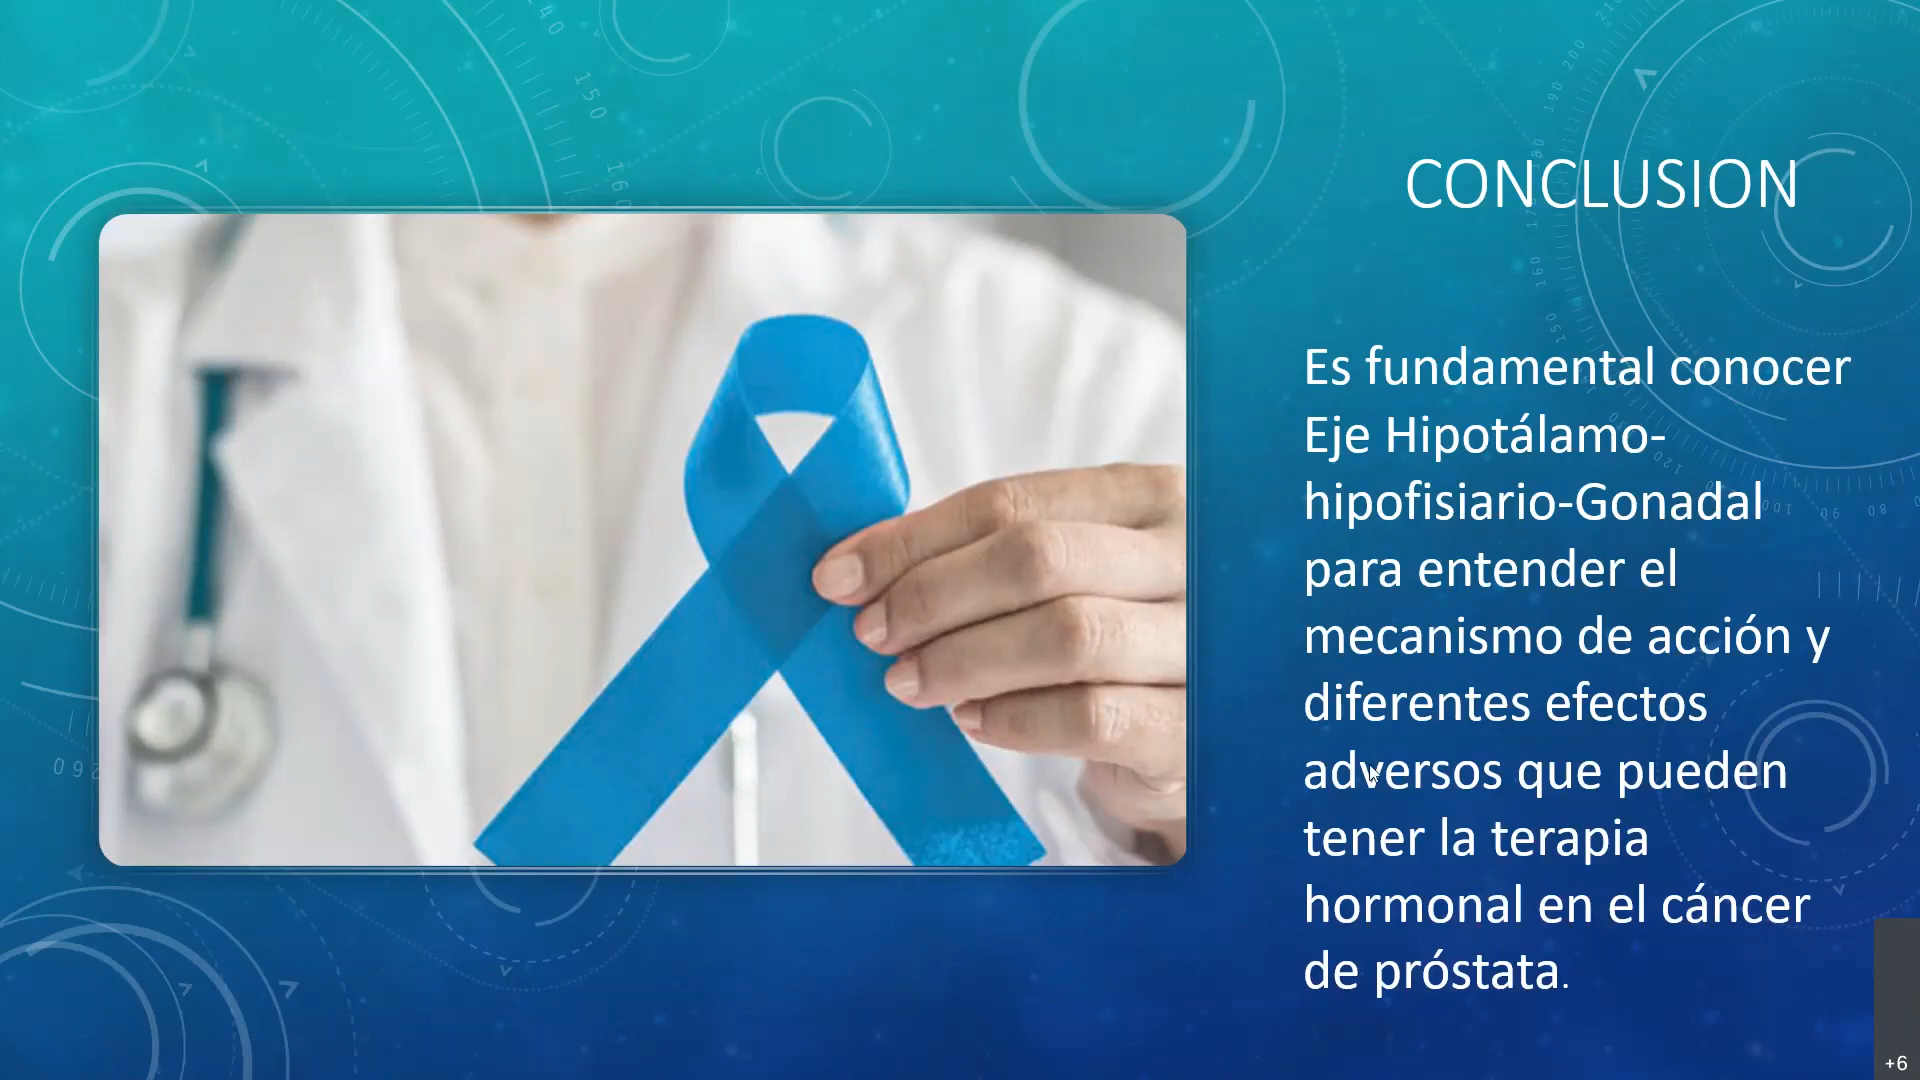 CONCLUSION
Es fundamental conocer
Eje Hipotálamo-
hipofisiario-Gonadal
para entender el
mecanismo de acción y
diferentes efectos
adversos que pueden
tener la terapia
hormonal en el cáncer
de próstata.
+6